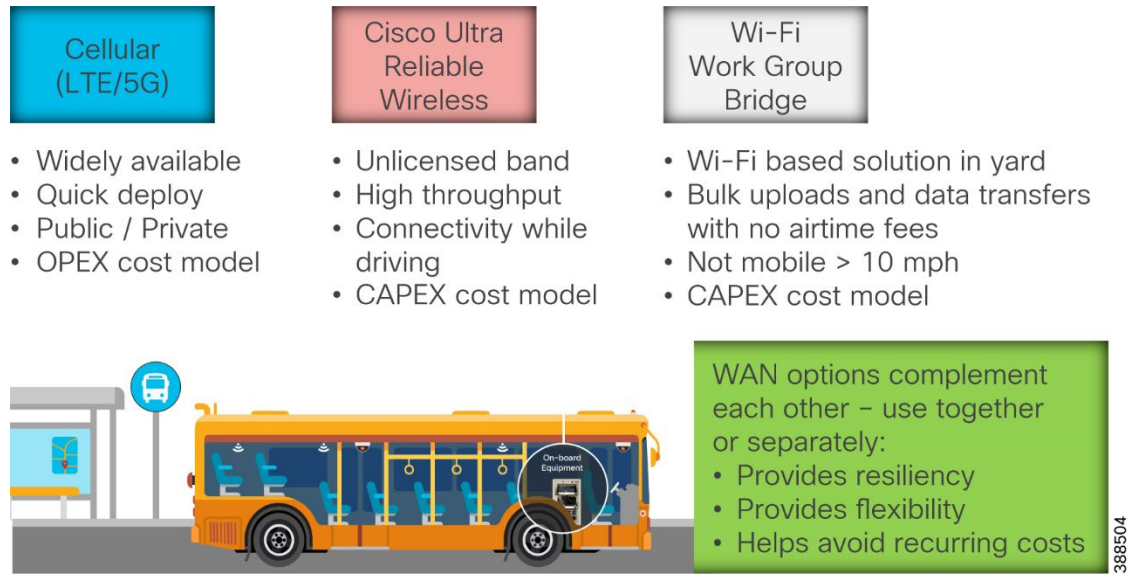 Cellular
(LTE/5G)
Cisco Ultra
Reliable
Wireless
Wi-Fi
Work Group
Bridge
• Widely available
• Quick deploy
• Public / Private
• OPEX cost model
• Unlicensed band
• High throughput
• Connectivity while
driving
• CAPEX cost model
• Wi-Fi based solution in yard
• Bulk uploads and data transfers
with no airtime fees
• Not mobile > 10 mph
• CAPEX cost model
On-board
Equipment
WAN options complement
each other – use together
or separately:
• Provides resiliency
• Provides flexibility
• Helps avoid recurring costs
388504